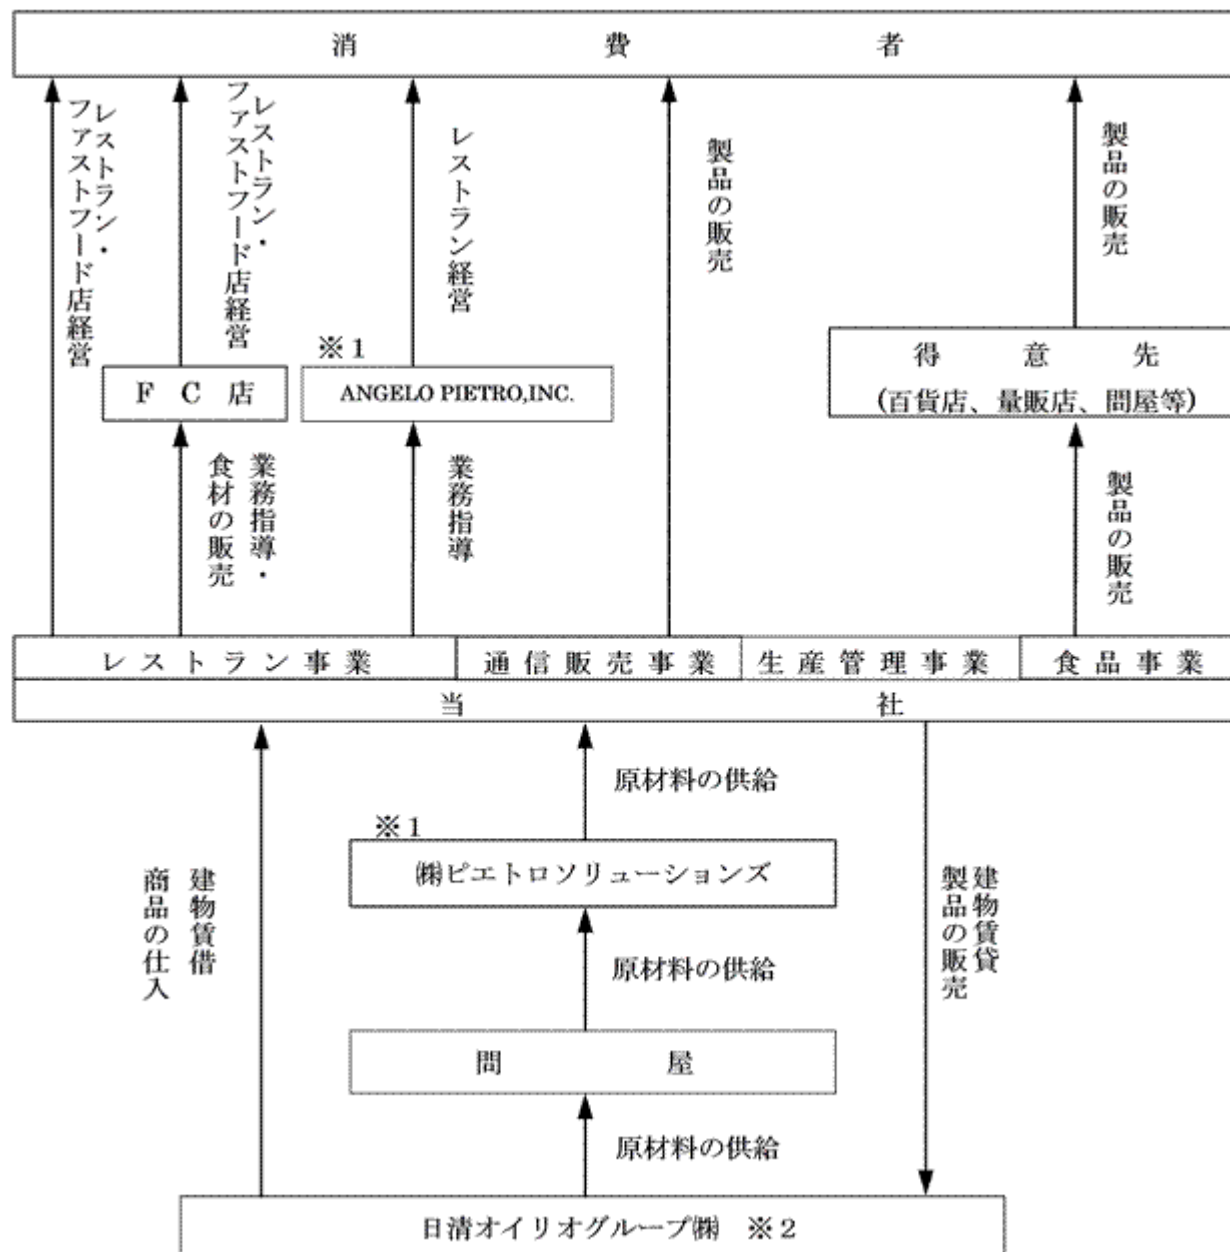 消費者
レストラン・
ファストフード店経営
レストラン・
ファストフード店経営
レストラン経営
製品の販売
製品の販売
※1
FC店
ANGELO PIETRO,INC.
得意先
(百貨店、量販店、問屋等)
業務指導・
食材の販売
業務指導
製品の販売
レストラン事業
通信販売事業
生産管理事業
食品事業
当社
原材料の供給
※1
㈱ピエトロソリューションズ
建物賃借
商品の仕入
建物賃貸
製品の販売
原材料の供給
問屋
原材料の供給
日清オイリオグループ㈱ ※2